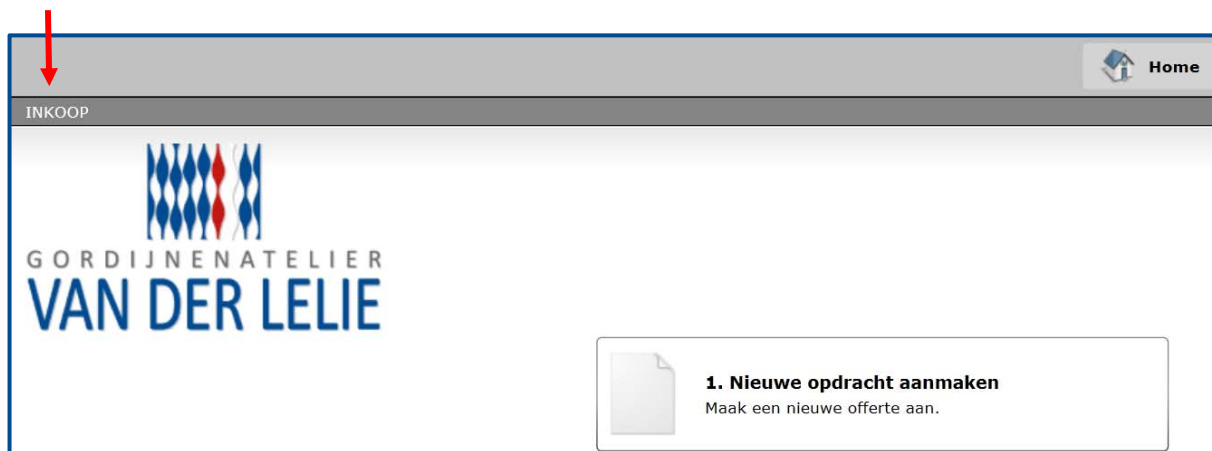 Home
INKOOP
GORDIJNENATELIER
VAN DER LELIE
1. Nieuwe opdracht aanmaken
Maak een nieuwe offerte aan.